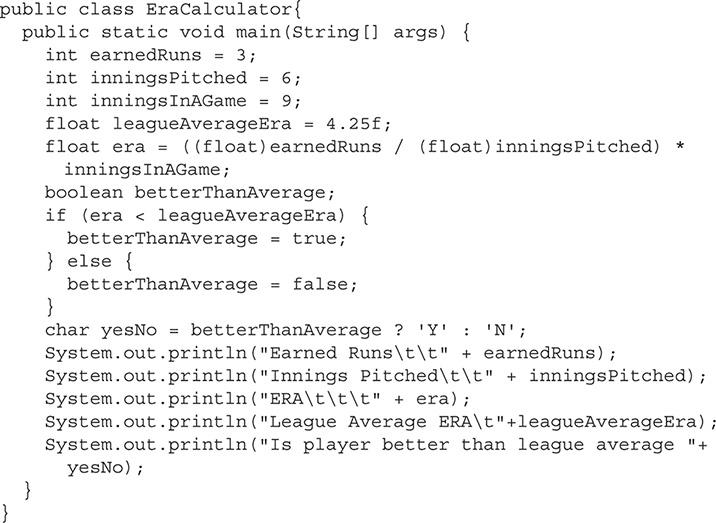 public class EraCalculator{
  public static void main(String[] args) {
    int earnedRuns = 3;
    int inningsPitched = 6;
    int inningsInAGame = 9;
    float leagueAverageEra = 4.25f;
    float era = ((float)earnedRuns / (float)inningsPitched) *
      inningsInAGame;
    boolean betterThanAverage;
    if (era < leagueAverageEra) {
      betterThanAverage = true;
    } else {
      betterThanAverage = false;
    }
    char yesNo = betterThanAverage ? 'Y' : 'N';
    System.out.println("Earned Runs\t\t" + earnedRuns);
    System.out.println("Innings Pitched\t\t" + inningsPitched);
    System.out.println("ERA\t\t\t" + era);
    System.out.println("League Average ERA\t"+leagueAverageEra);
    System.out.println("Is player better than league average "+
      yesNo);
  }
}